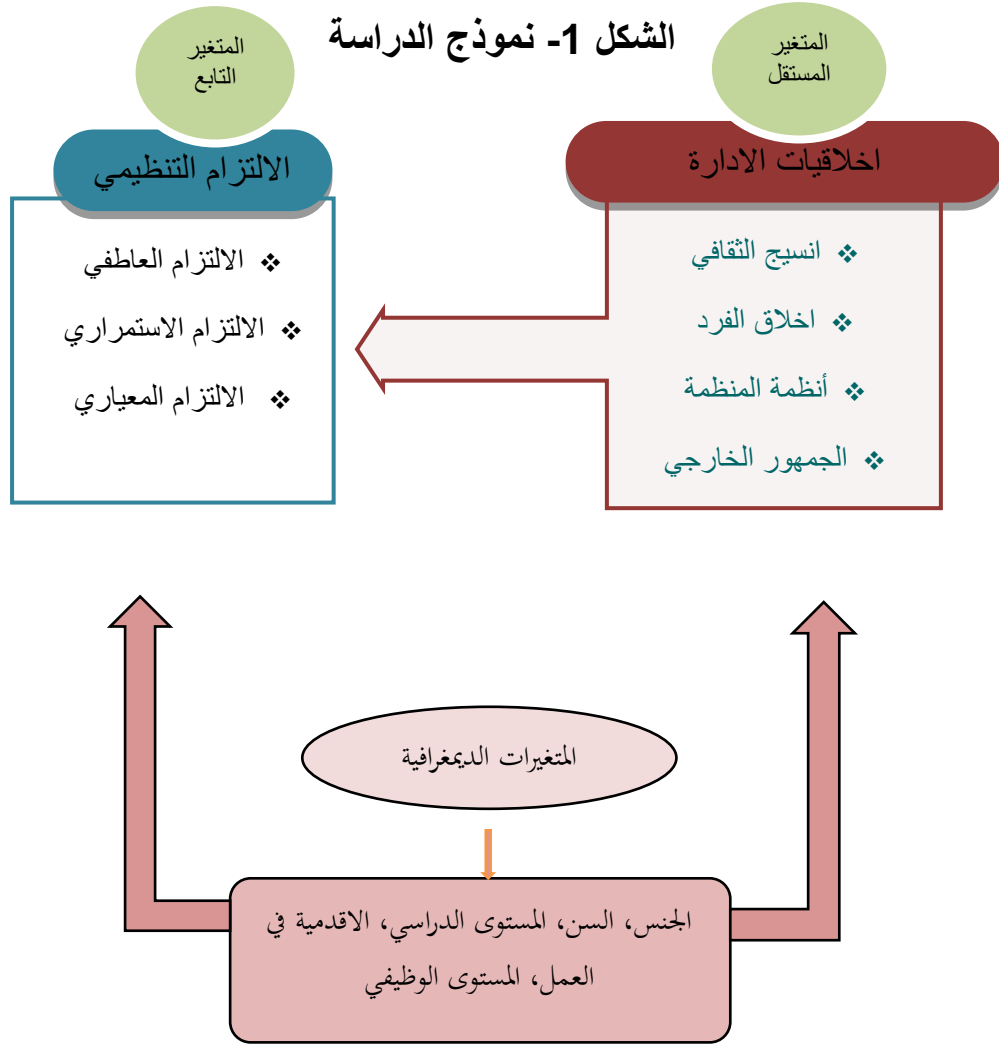 الشكل 1- نموذج الدراسة
المتغير
المستقل
اخلاقيات الادارة
❖ انسيج الثقافي
❖ اخلاق الفرد
❖ أنظمة المنظمة
❖ الجمهور الخارجي
المتغير
التابع
الالتزام التنظيمي
❖ الالتزام العاطفي
❖ الالتزام الاستمراري
❖ الالتزام المعياري
المتغيرات الديمغرافية
الجنس، السن، المستوى الدراسي، الاقدمية في
العمل، المستوى الوظيفي